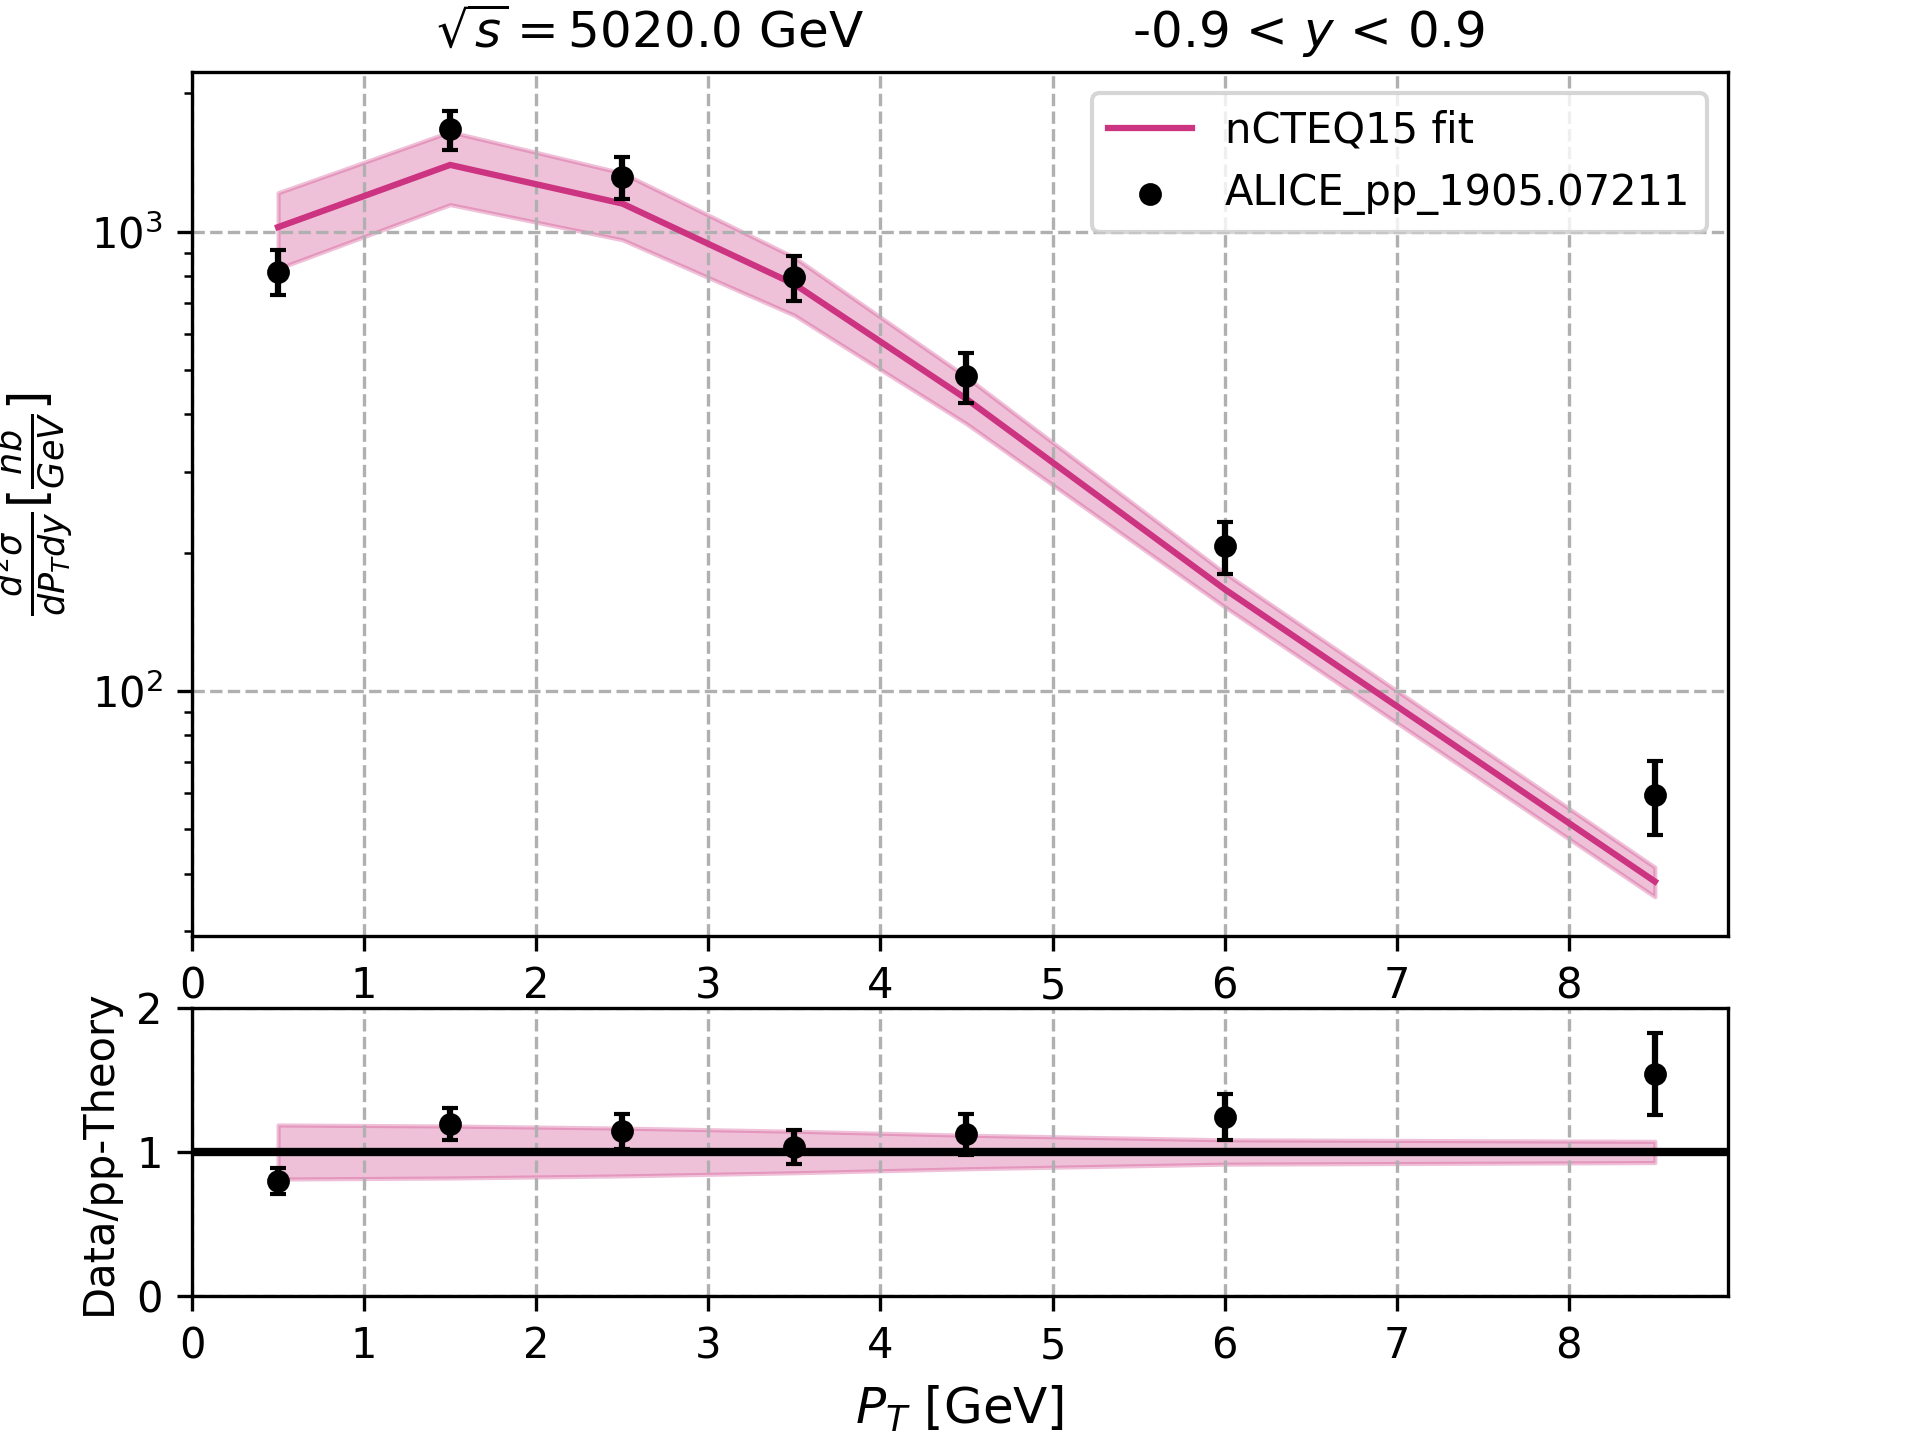 √s = 5020.0 GeV
-0.9 < y < 0.9
nCTEQ15 fit
ALICE_pp_1905.07211
d²σ/dP_T dy [nb/GeV]
10³
10²
0 1 2 3 4 5 6 7 8
Data/pp-Theory
2
1
0
0 1 2 3 4 5 6 7 8
P_T [GeV]